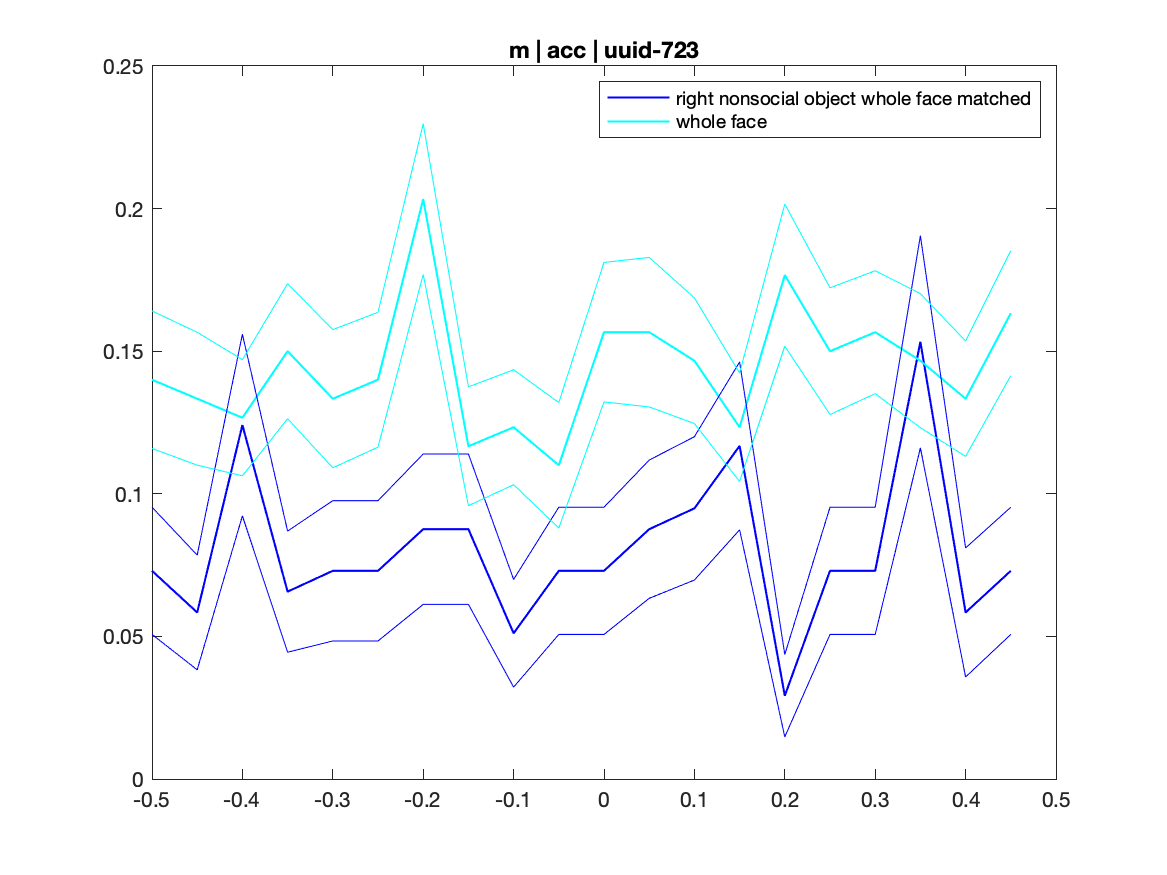 m | acc | uuid-723
right nonsocial object whole face matched
whole face
0.25
0.2
0.15
0.1
0.05
0
-0.5 -0.4 -0.3 -0.2 -0.1 0 0.1 0.2 0.3 0.4 0.5